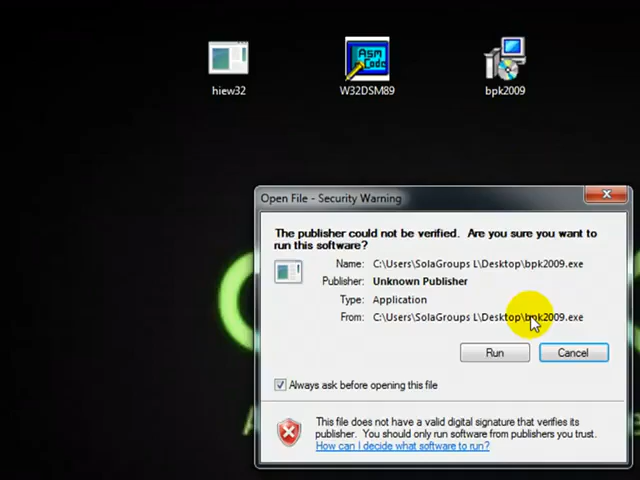 hiew32
W32DSM89
bpk2009
Asm
Code
Open File - Security Warning
The publisher could not be verified. Are you sure you want to
run this software?
Name: C:\Users\SolaGroups L\Desktop\bpk2009.exe
Publisher: Unknown Publisher
Type: Application
From: C:\Users\SolaGroups L\Desktop\bpk2009.exe
Run
Cancel
Always ask before opening this file
This file does not have a valid digital signature that verifies its
publisher. You should only run software from publishers you trust.
How can I decide what software to run?